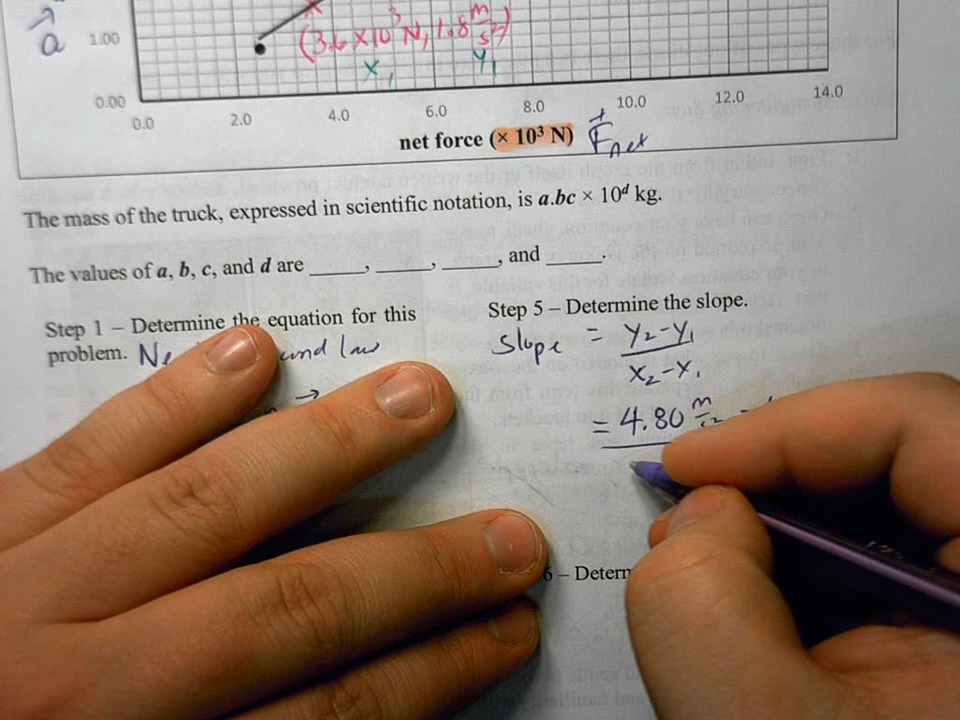 a
1.00
(3.6 × 10³ N, 1.8 m/s²)
x₁ y₁
0.00
0.0 2.0 4.0 6.0 8.0 10.0 12.0 14.0
net force (× 10³ N) F net
The mass of the truck, expressed in scientific notation, is a.bc × 10ᵈ kg.
The values of a, b, c, and d are _____, _____, _____, and _____.
Step 1 – Determine the equation for this
problem. law
Step 5 – Determine the slope.
slope = y₂-y₁
x₂-x₁
= 4.80 m
6 –